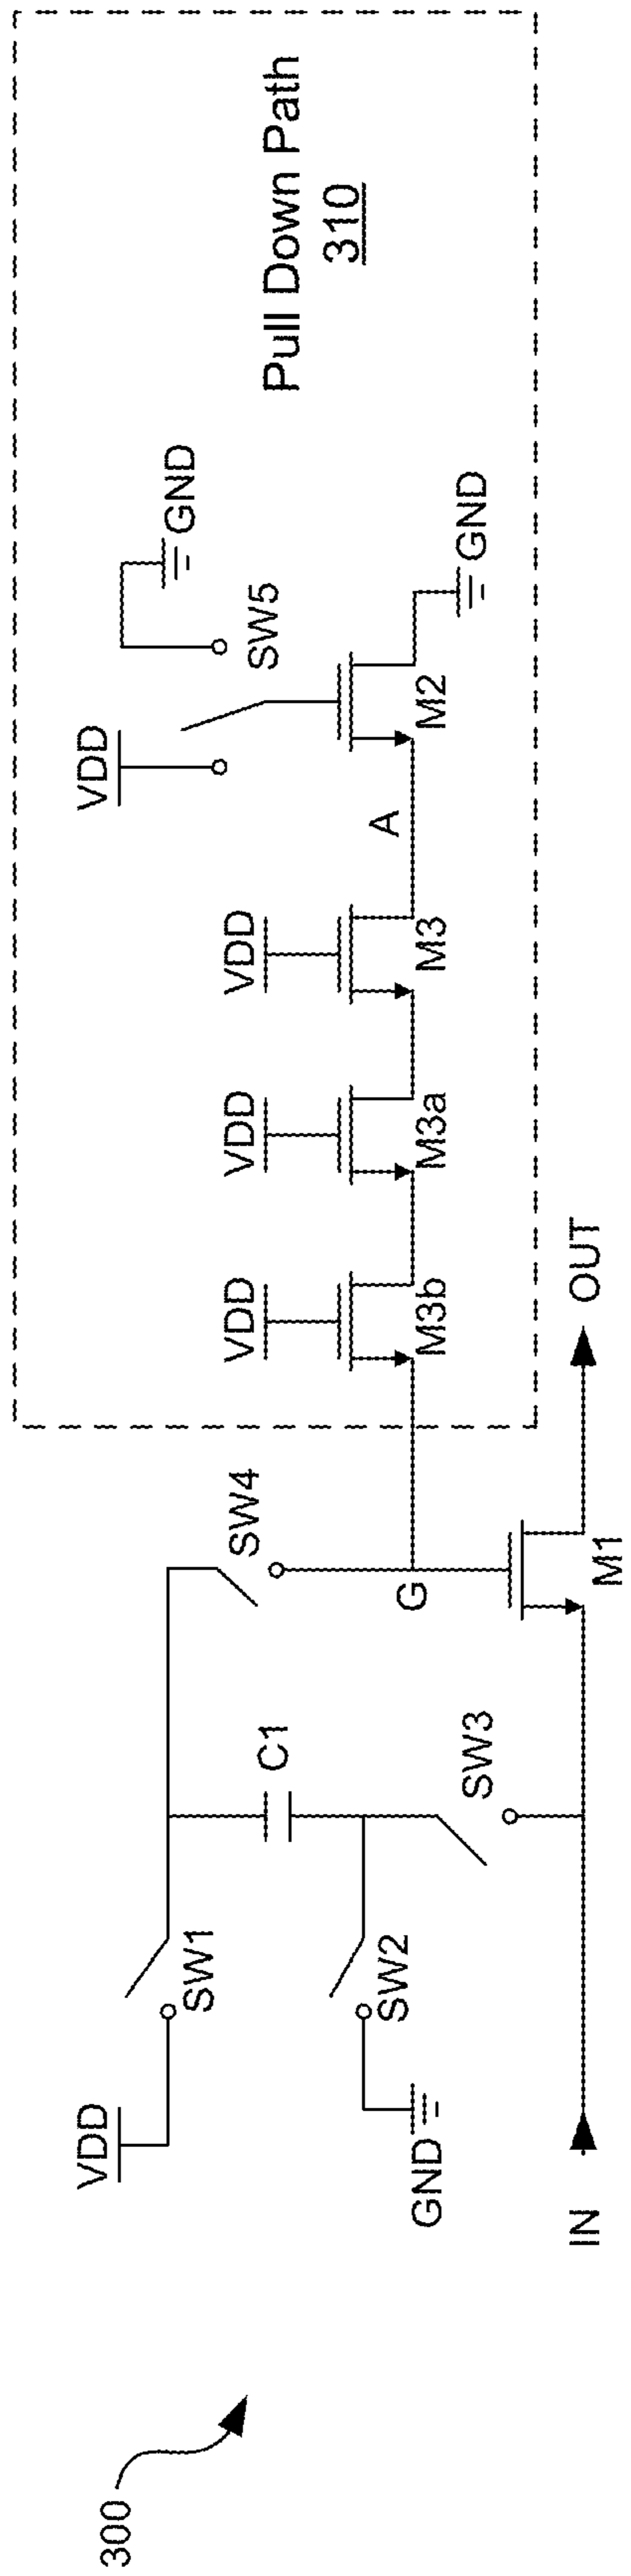 300
VDD
SW1
C1
SW4
GND
SW2
SW3
IN
G
M1
OUT
VDD
M3b
VDD
M3a
VDD
M3
A
VDD
SW5
GND
M2
GND
Pull Down Path
310